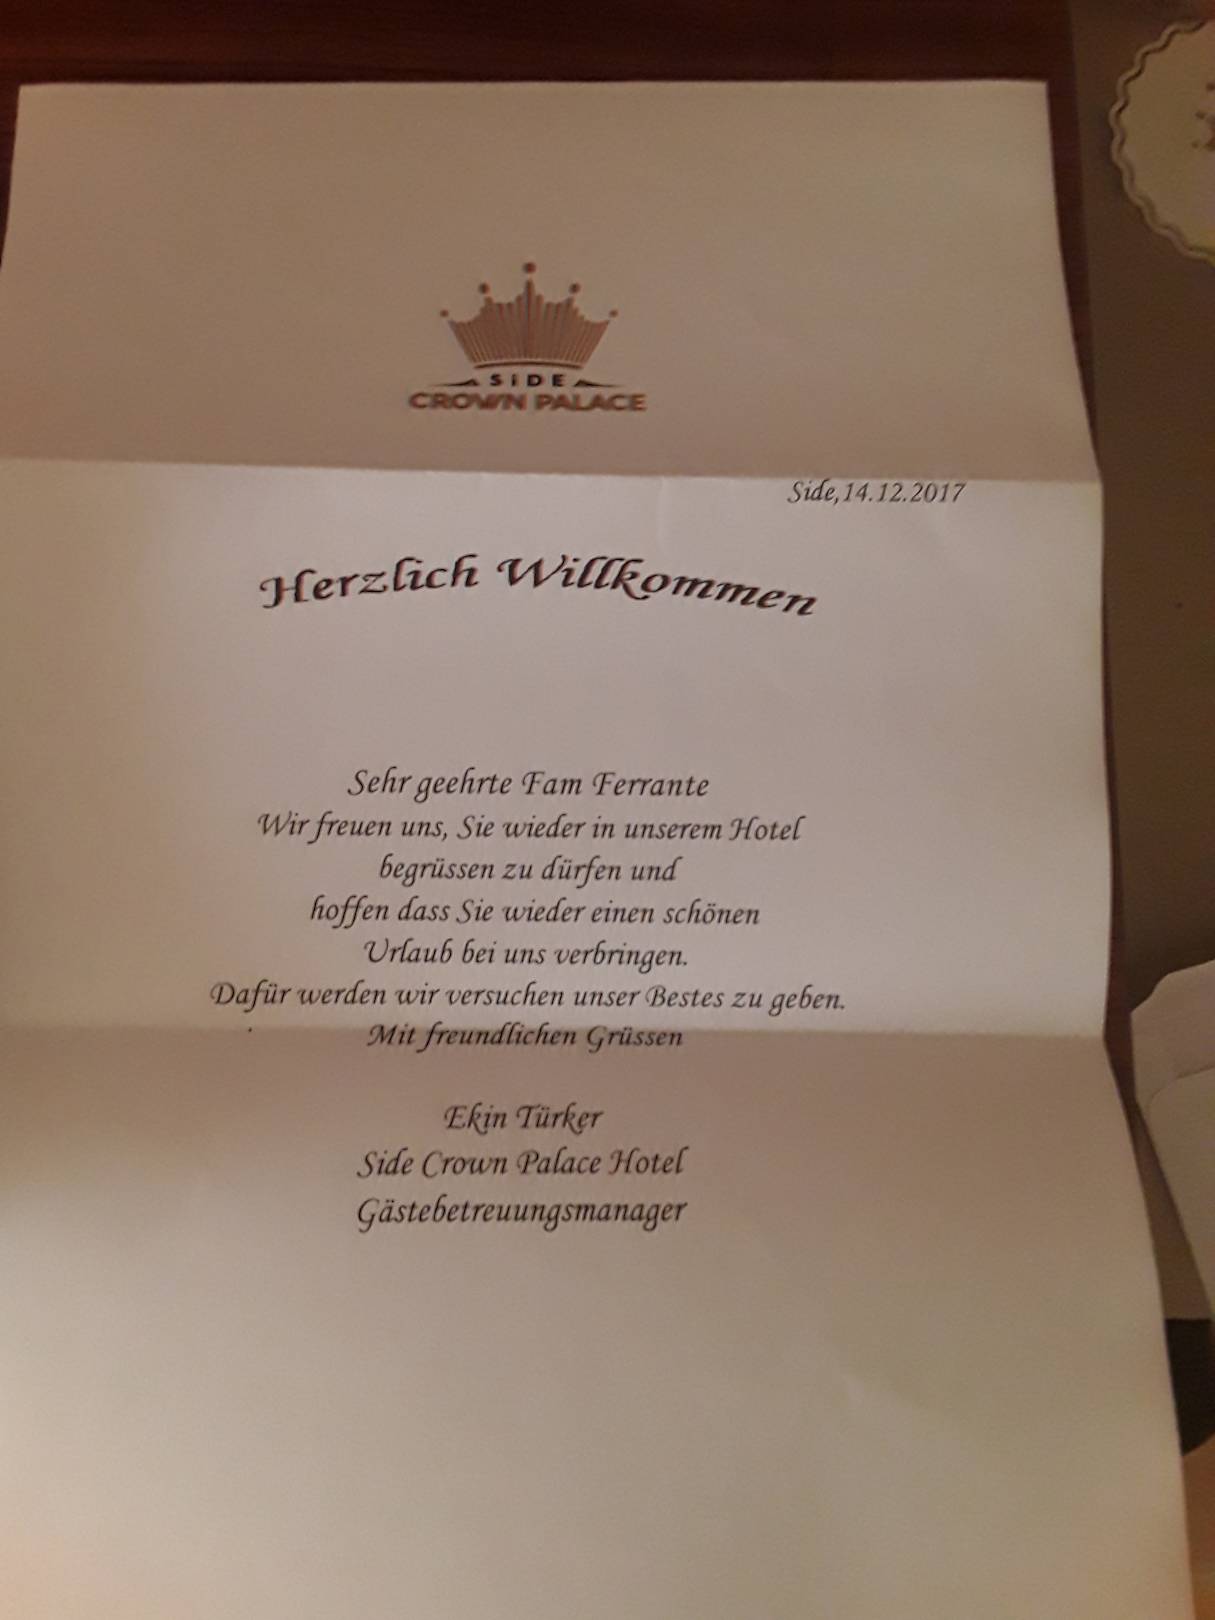 SiDE
CROWN PALACE
Side,14.12.2017
Herzlich Willkommen
Sehr geehrte Fam Ferrante
Wir freuen uns, Sie wieder in unserem Hotel
begrüssen zu dürfen und
hoffen dass Sie wieder einen schönen
Urlaub bei uns verbringen.
Dafür werden wir versuchen unser Bestes zu geben.
Mit freundlichen Grüssen
Ekin Türker
Side Crown Palace Hotel
Gästebetreuungsmanager